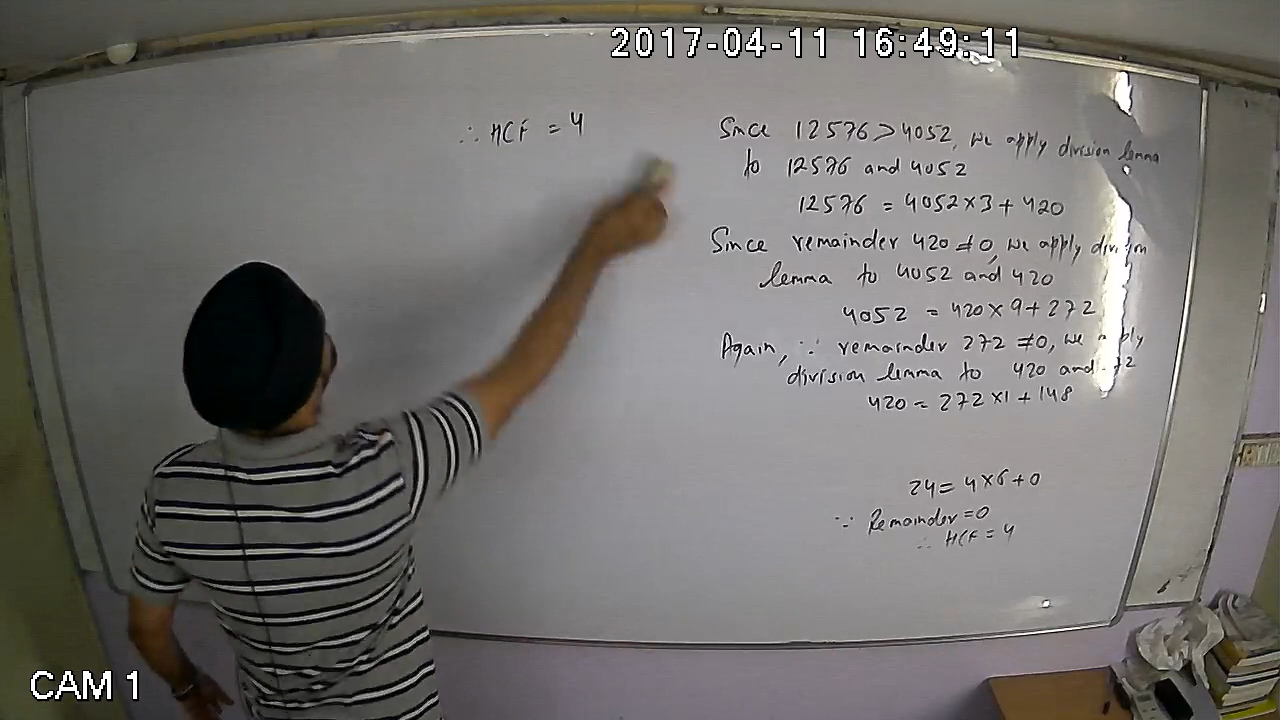 2017-04-11 16:49:11
∴ HCF = 4
Since 12576 > 4052, we apply division lemma
to 12576 and 4052
12576 = 4052 × 3 + 420
Since remainder 420 ≠ 0, we apply division
lemma to 4052 and 420
4052 = 420 × 9 + 272
Again, ∵ remainder 272 ≠ 0, we apply
division lemma to 420 and 272
420 = 272 × 1 + 148
24 = 4 × 6 + 0
∵ Remainder = 0
∴ HCF = 4
CAM 1